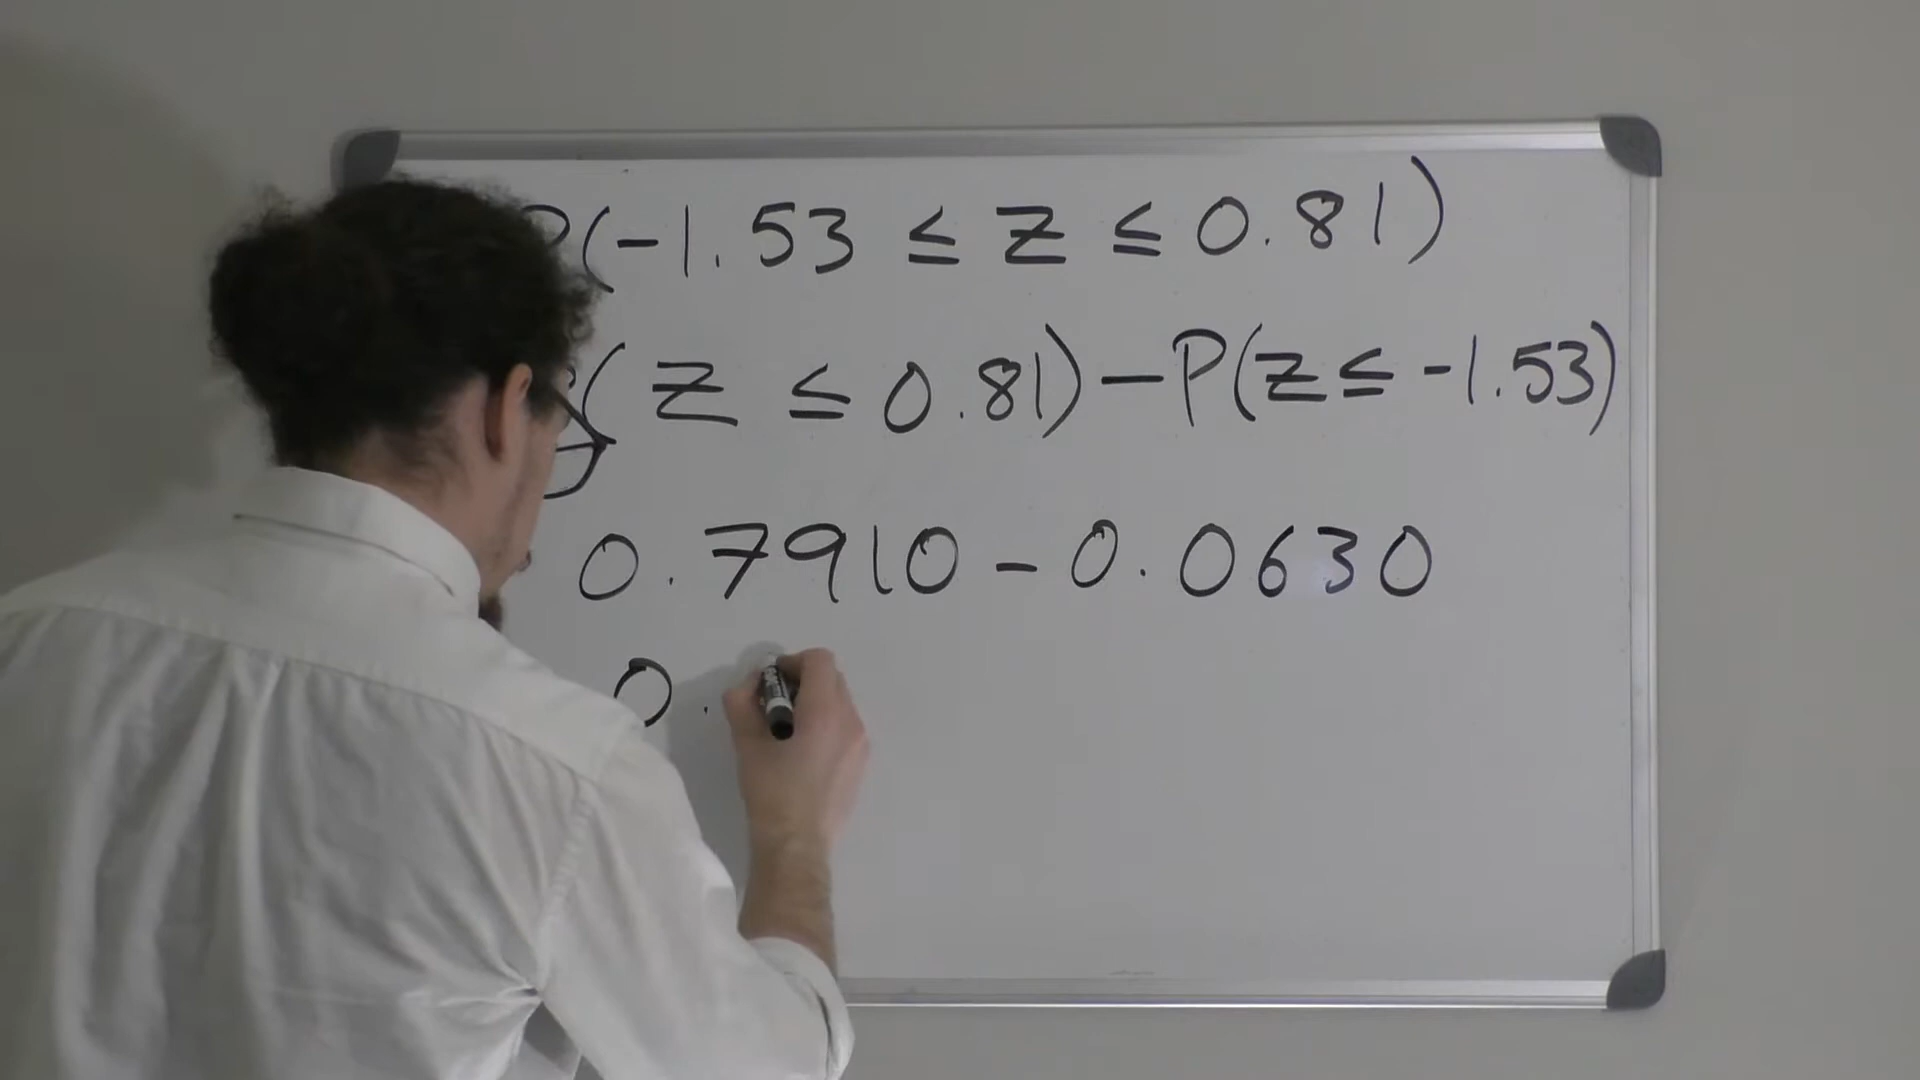 P(-1.53 ≤ Z ≤ 0.81)
P(Z ≤ 0.81) - P(Z ≤ -1.53)
0.7910 - 0.0630
0.